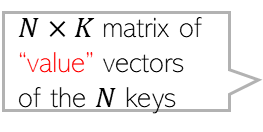 N × K matrix of
“value” vectors
of the N keys